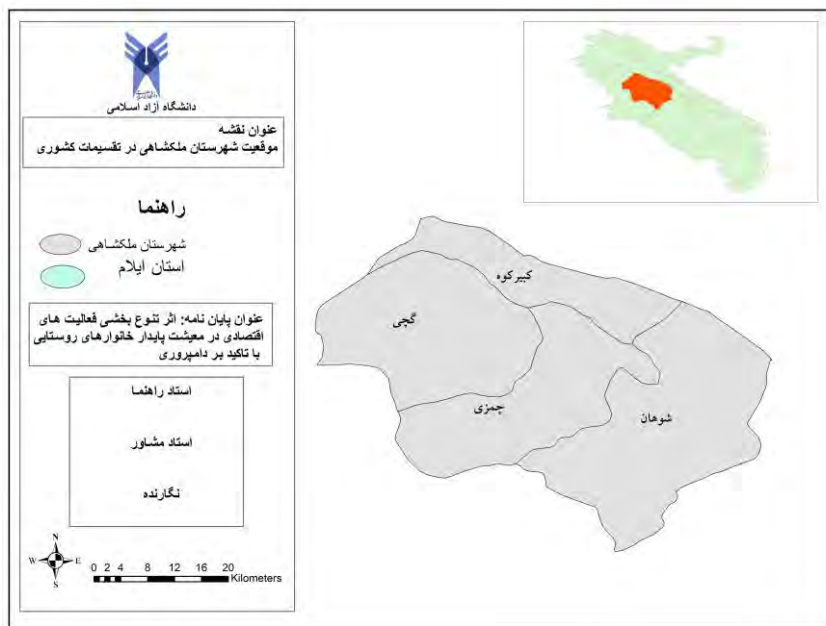 دانشگاه آزاد اسلامی
عنوان نقشه
موقعیت شهرستان ملکشاهی در تقسیمات کشوری
راهنما
شهرستان ملکشاهی
استان ایلام
عنوان پایان نامه: اثر تنوع بخشی فعالیت های
اقتصادی در معیشت پایدار خانوارهای روستایی
با تاکید بر دامپروری
استاد راهنما
استاد مشاور
نگارنده
N
W E
S
0 2 4 8 12 16 20
Kilometers
کبیرکوه
گچی
چمزی
شوهان